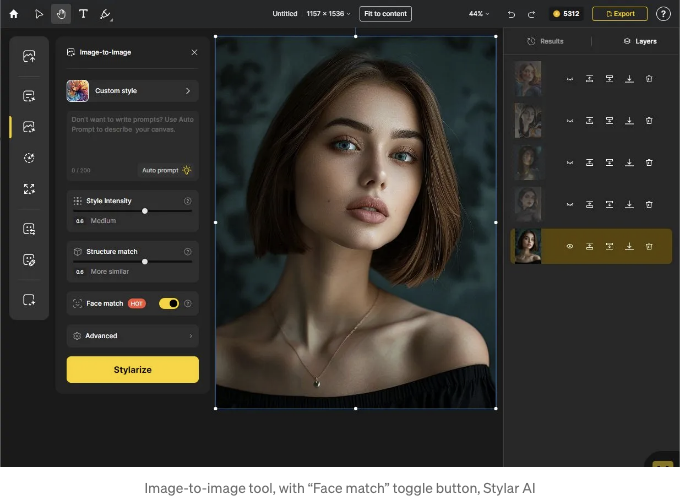 Untitled
1157 × 1536
Fit to content
44%
5312
Export
?
Image-to-Image
Custom style
Don't want to write prompts? Use Auto
Prompt to describe your canvas.
Auto prompt
Style intensity
0.6 Medium
Structure match
0.6 More similar
Face match HOT
Advanced
Stylarize
Results
Layers
Image-to-image tool, with “Face match” toggle button, Stylar AI